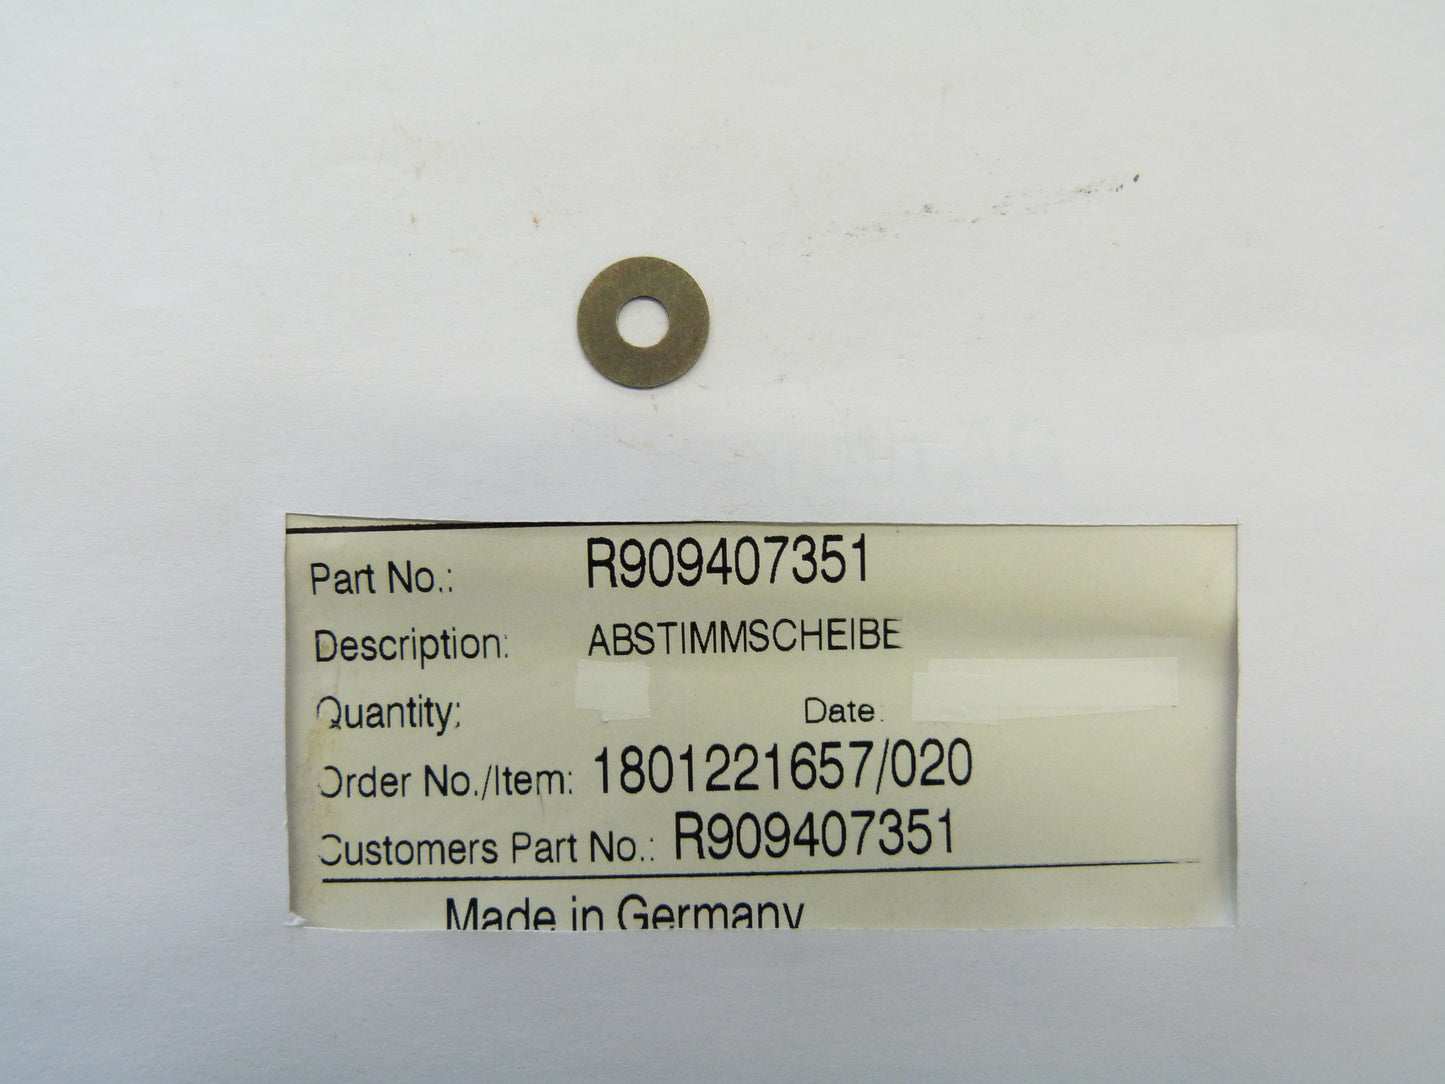 Part No.: R909407351
Description: ABSTIMMSCHEIBE
Quantity: Date:
Order No./Item: 1801221657/020
Customers Part No.: R909407351
Made in Germany